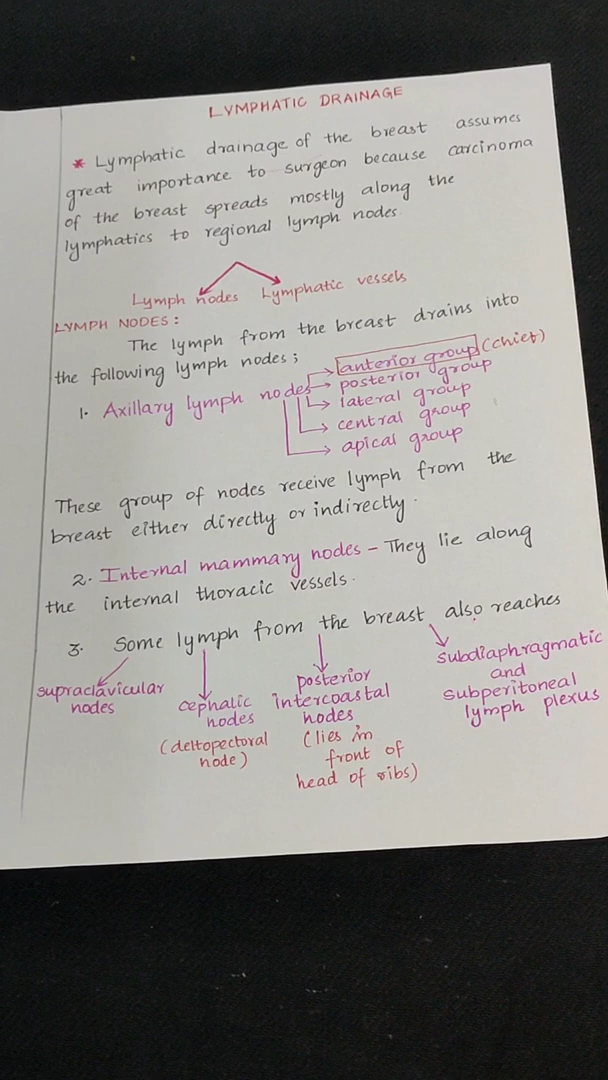 LYMPHATIC DRAINAGE
* Lymphatic drainage of the breast assumes
great importance to surgeon because carcinoma
of the breast spreads mostly along the
lymphatics to regional lymph nodes.
Lymph nodes Lymphatic vessels
LYMPH NODES:
The lymph from the breast drains into
the following lymph nodes;
1. Axillary lymph nodes → anterior group (chief)
→ posterior group
→ lateral group
→ central group
→ apical group
These group of nodes receive lymph from the
breast either directly or indirectly.
2. Internal mammary nodes - They lie along
the internal thoracic vessels.
3. Some lymph from the breast also reaches
supraclavicular
nodes
cephalic
nodes
(deltopectoral
node)
posterior
intercoastal
nodes
(lies in
front of
head of ribs)
subdiaphragmatic
and
subperitoneal
lymph plexus